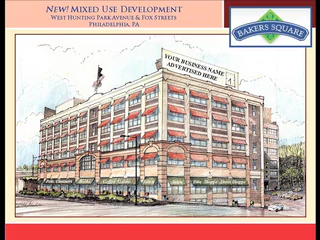 NEW! MIXED USE DEVELOPMENT
WEST HUNTING PARK AVENUE & FOX STREETS
PHILADELPHIA, PA
BAKERS SQUARE
YOUR BUSINESS NAME
ADVERTISED HERE